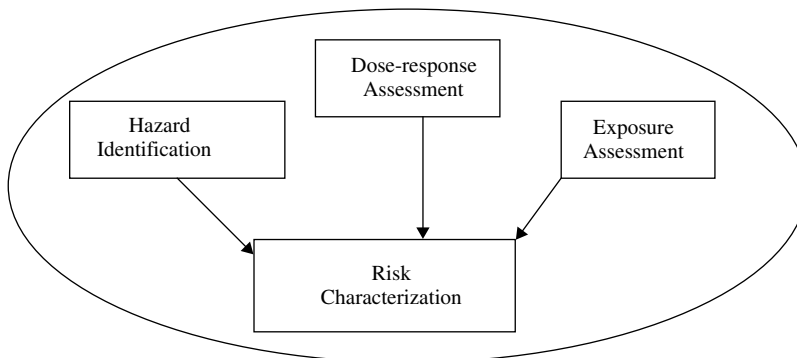 Dose-response
Assessment
Hazard
Identification
Exposure
Assessment
Risk
Characterization